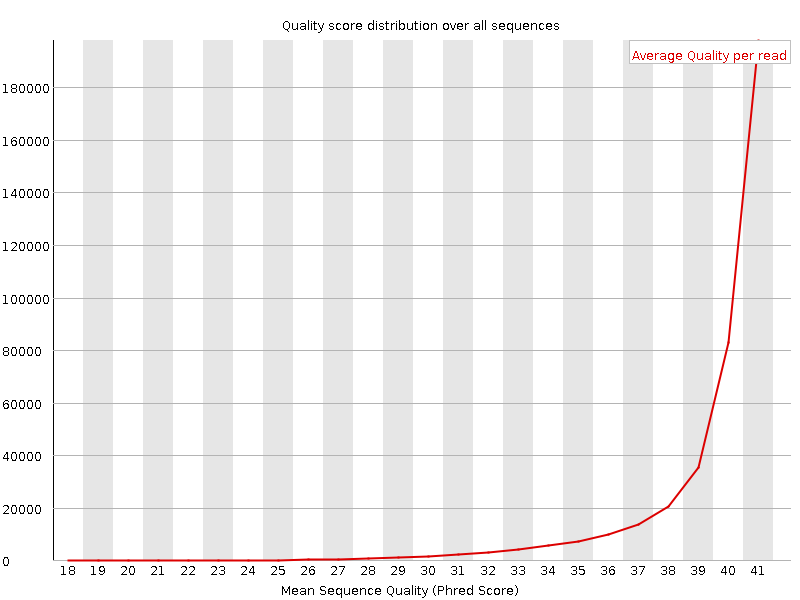 Quality score distribution over all sequences
Average Quality per read
180000
160000
140000
120000
100000
80000
60000
40000
20000
0
18 19 20 21 22 23 24 25 26 27 28 29 30 31 32 33 34 35 36 37 38 39 40 41
Mean Sequence Quality (Phred Score)